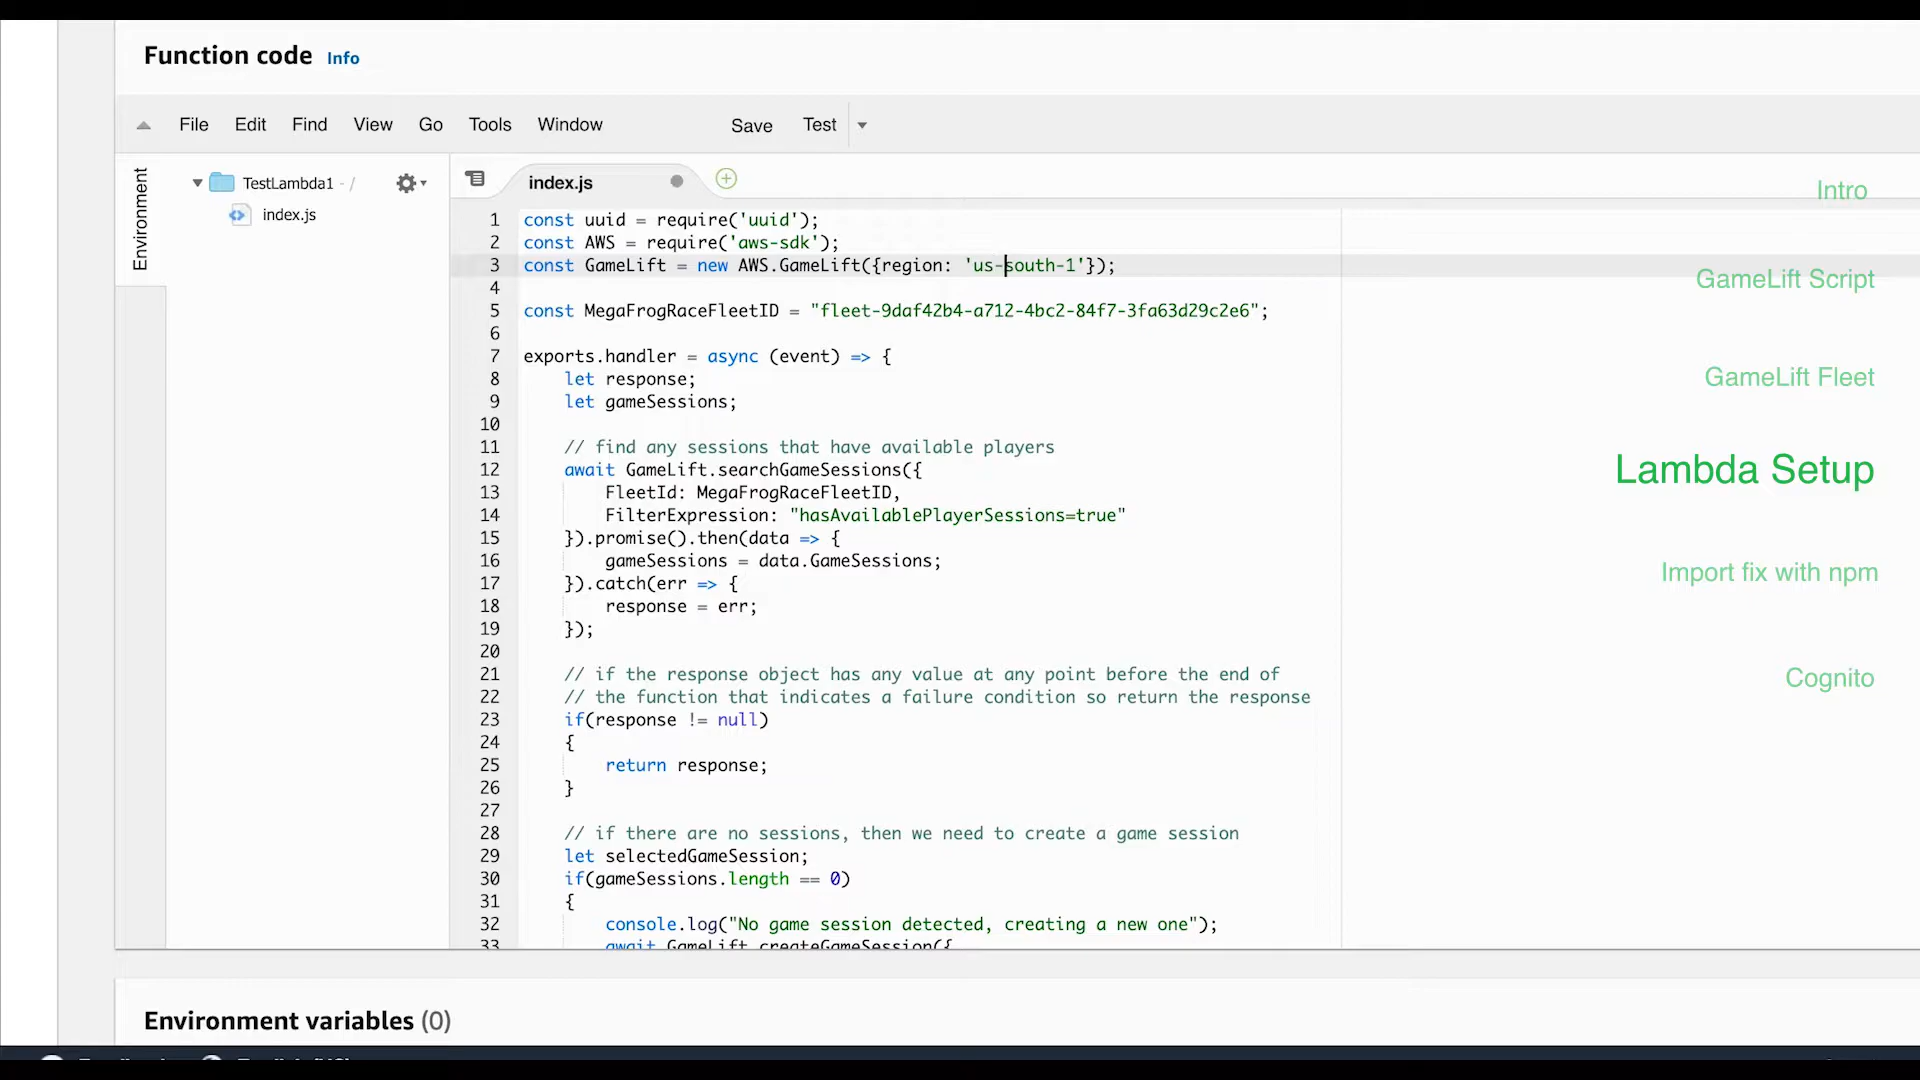 Function code Info
File Edit Find View Go Tools Window Save Test
Environment
TestLambda1 - /
index.js
index.js
1 const uuid = require('uuid');
2 const AWS = require('aws-sdk');
3 const GameLift = new AWS.GameLift({region: 'us-south-1'});
4
5 const MegaFrogRaceFleetID = "fleet-9daf42b4-a712-4bc2-84f7-3fa63d29c2e6";
6
7 exports.handler = async (event) => {
8 let response;
9 let gameSessions;
10
11 // find any sessions that have available players
12 await GameLift.searchGameSessions({
13 FleetId: MegaFrogRaceFleetID,
14 FilterExpression: "hasAvailablePlayerSessions=true"
15 }).promise().then(data => {
16 gameSessions = data.GameSessions;
17 }).catch(err => {
18 response = err;
19 });
20
21 // if the response object has any value at any point before the end of
22 // the function that indicates a failure condition so return the response
23 if(response != null)
24 {
25 return response;
26 }
27
28 // if there are no sessions, then we need to create a game session
29 let selectedGameSession;
30 if(gameSessions.length == 0)
31 {
32 console.log("No game session detected, creating a new one");
33 await GameLift.createGameSession({
Intro
GameLift Script
GameLift Fleet
Lambda Setup
Import fix with npm
Cognito
Environment variables (0)